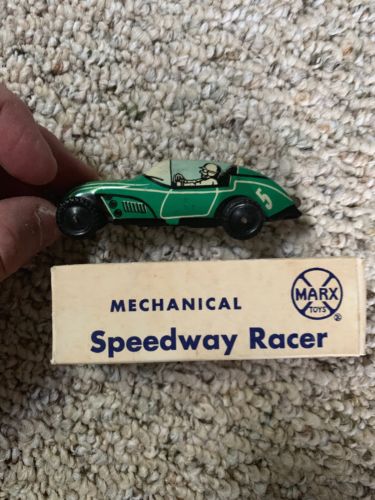 5
MECHANICAL
Speedway Racer
MARX
TOYS
®